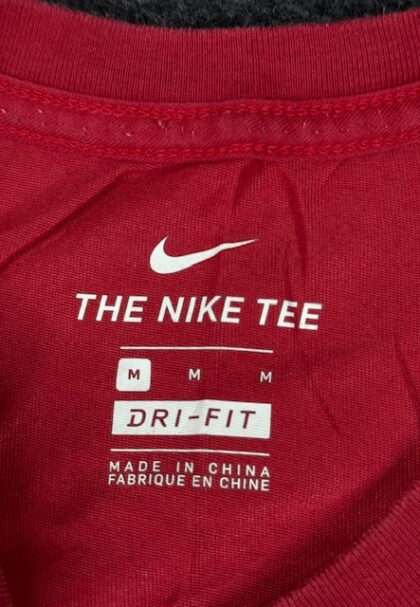 THE NIKE TEE
M M M
DRI-FIT
MADE IN CHINA
FABRIQUE EN CHINE